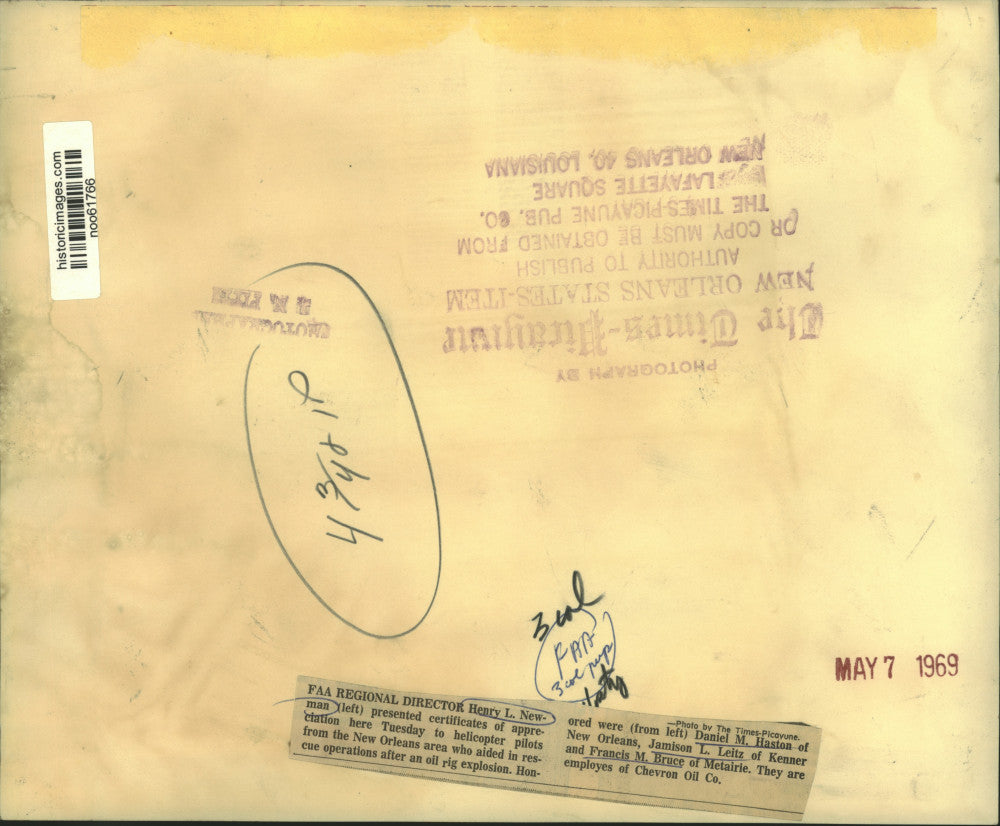 historicimages.com
noo61766
NEW ORLEANS 40, LOUISIANA
LAFAYETTE SQUARE
THE TIMES-PICAYUNE PUB. CO.
OR COPY MUST BE OBTAINED FROM
AUTHORITY TO PUBLISH
NEW ORLEANS STATES-ITEM
The Times-Picayune
PHOTOGRAPH BY
PHOTOGRAPHER
3 col
FAA
3 col
MAY 7 1969
FAA REGIONAL DIRECTOR Henry L. New-
man (left) presented certificates of appre-
ciation here Tuesday to helicopter pilots
from the New Orleans area who aided in res-
cue operations after an oil rig explosion. Hon-
—Photo by The Times-Picayune.
ored were (from left) Daniel M. Haston of
New Orleans, Jamison L. Leitz of Kenner
and Francis M. Bruce of Metairie. They are
employes of Chevron Oil Co.